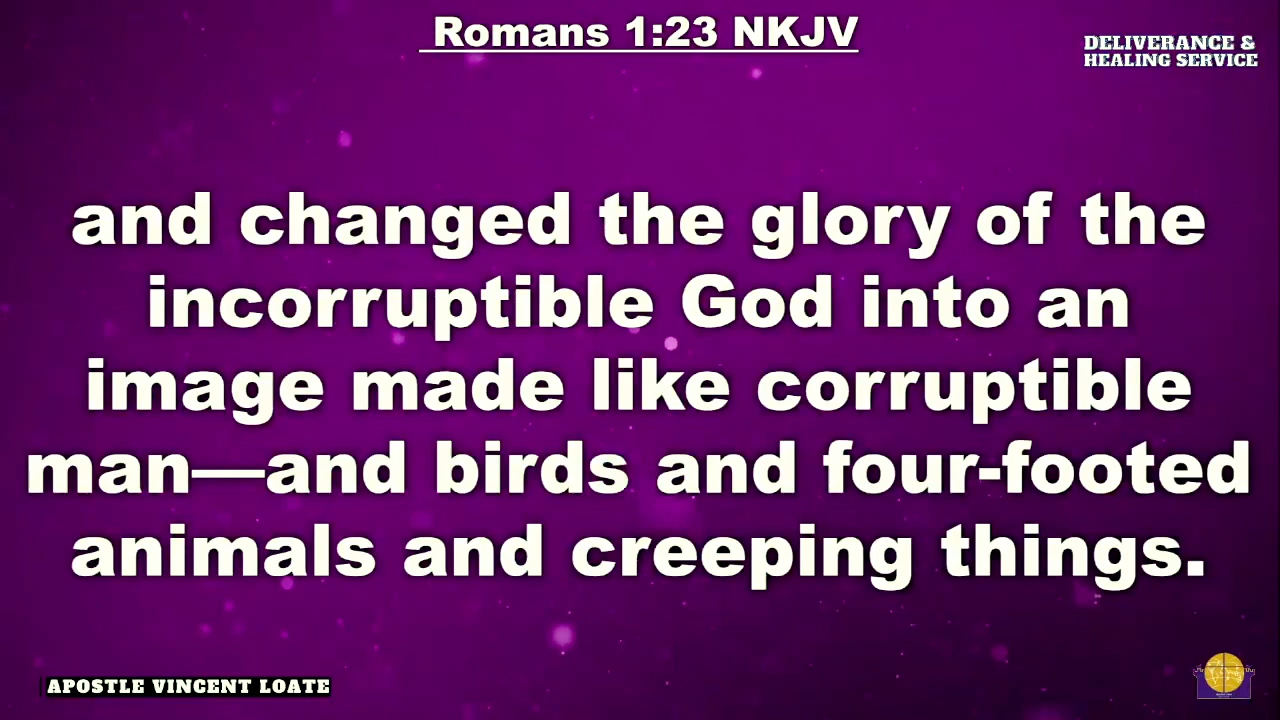 Romans 1:23 NKJV
DELIVERANCE &
HEALING SERVICE
and changed the glory of the
incorruptible God into an
image made like corruptible
man—and birds and four-footed
animals and creeping things.
APOSTLE VINCENT LOATE